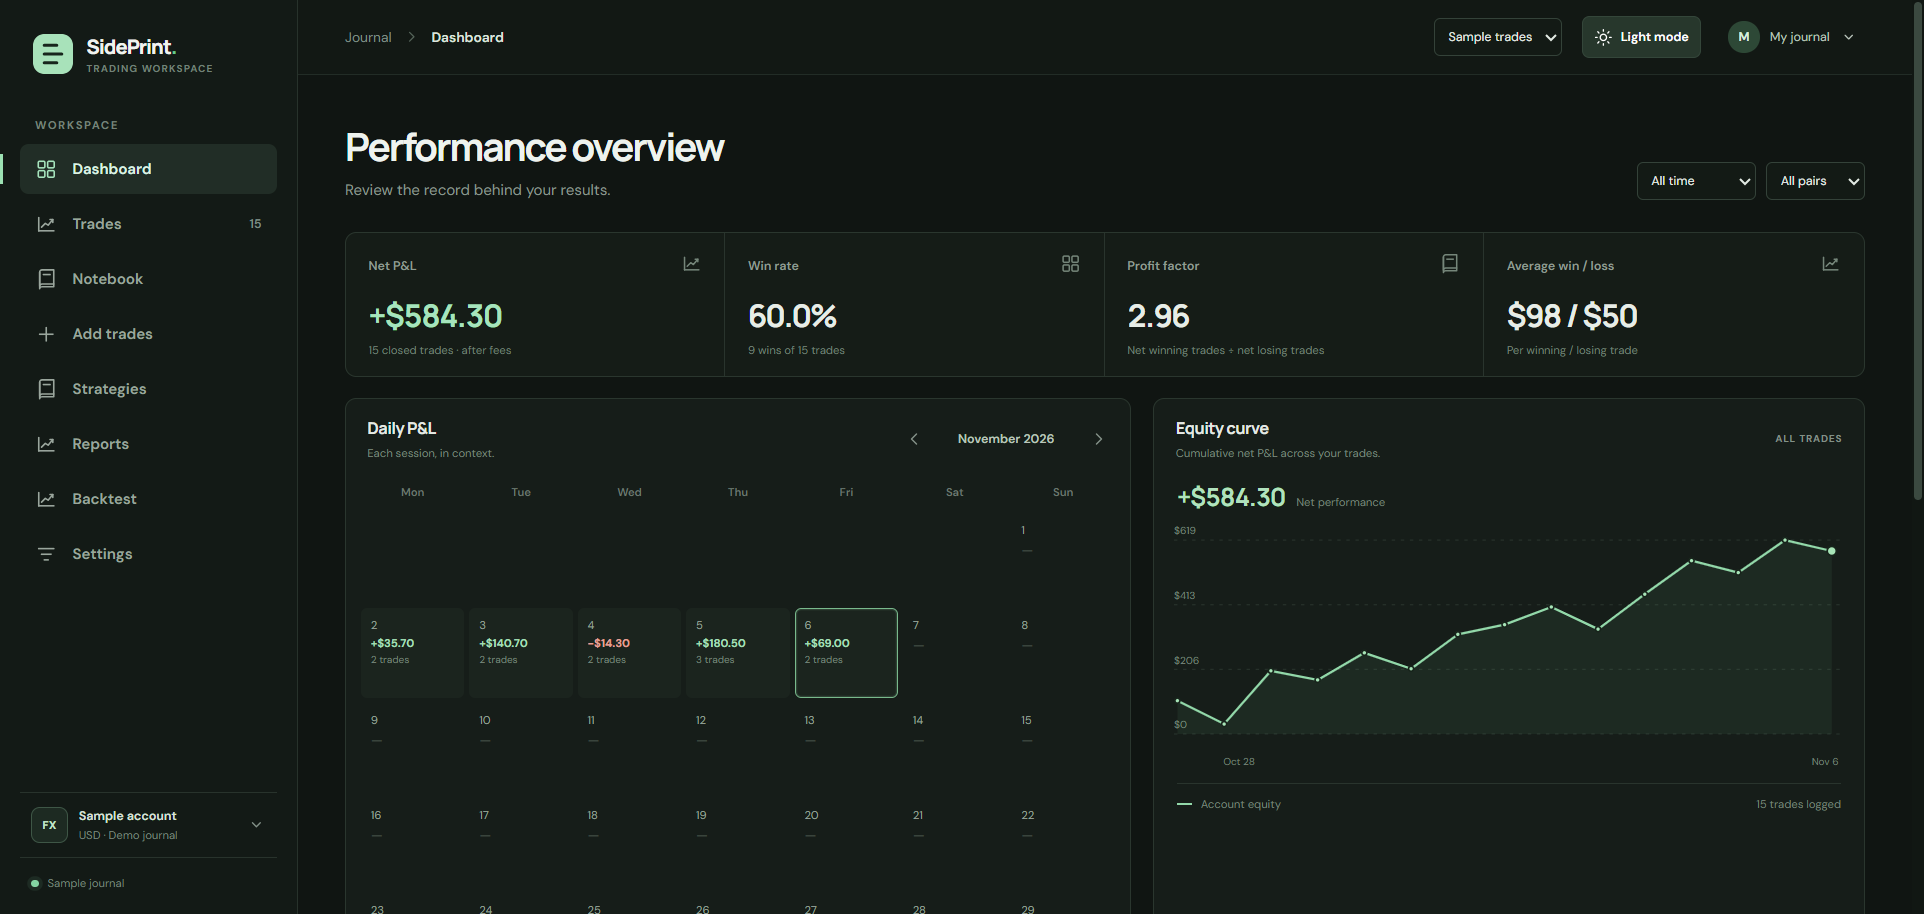 SidePrint.
TRADING WORKSPACE
WORKSPACE
Dashboard
Trades 15
Notebook
Add trades
Strategies
Reports
Backtest
Settings
FX
Sample account
USD · Demo journal
Sample journal
Journal Dashboard
Sample trades
Light mode
M My journal
Performance overview
Review the record behind your results.
All time
All pairs
Net P&L
+$584.30
15 closed trades · after fees
Win rate
60.0%
9 wins of 15 trades
Profit factor
2.96
Net winning trades ÷ net losing trades
Average win / loss
$98 / $50
Per winning / losing trade
Daily P&L
Each session, in context.
November 2026
Mon Tue Wed Thu Fri Sat Sun
1
—
2 3 4 5 6 7 8
+$35.70 +$140.70 -$14.30 +$180.50 +$69.00 — —
2 trades 2 trades 2 trades 3 trades 2 trades
9 10 11 12 13 14 15
— — — — — — —
16 17 18 19 20 21 22
— — — — — — —
23 24 25 26 27 28 29
Equity curve
Cumulative net P&L across your trades.
ALL TRADES
+$584.30 Net performance
$619
$413
$206
$0
Oct 28 Nov 6
Account equity
15 trades logged